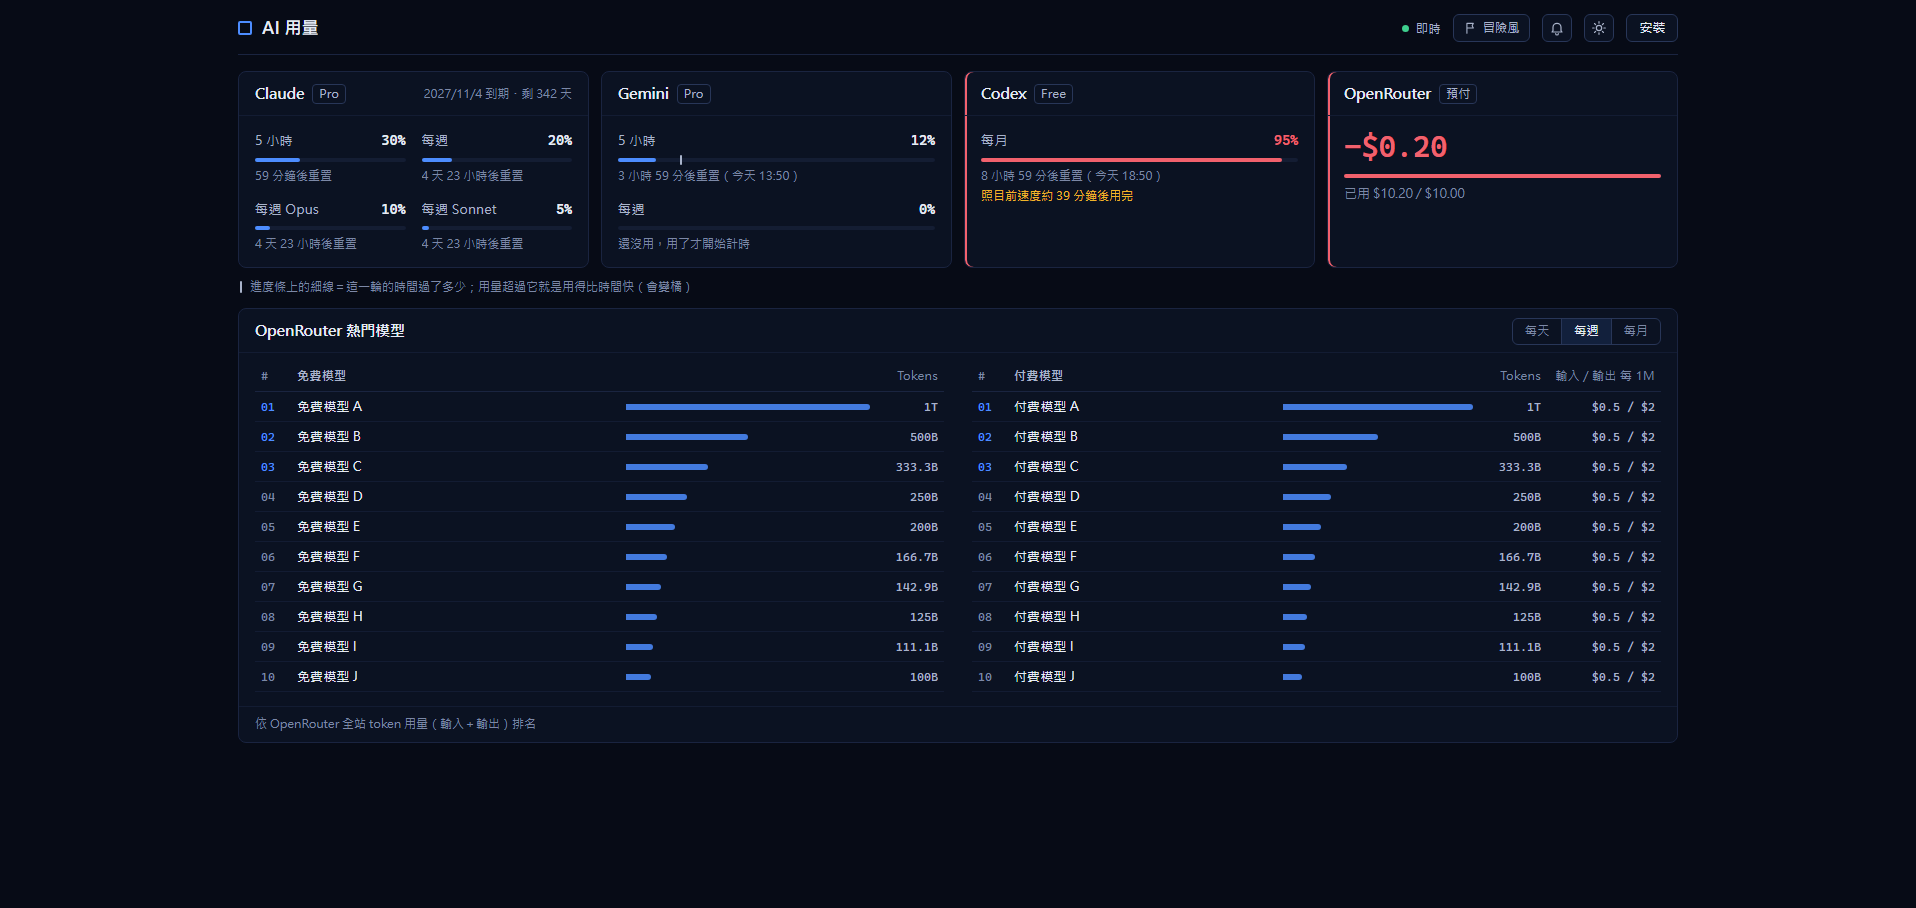 AI 用量
即時
冒險風
安裝
Claude Pro 2027/11/4 到期 · 剩 342 天
5 小時 30%
59 分鐘後重置
每週 20%
4 天 23 小時後重置
每週 Opus 10%
4 天 23 小時後重置
每週 Sonnet 5%
4 天 23 小時後重置
Gemini Pro
5 小時 12%
3 小時 59 分後重置（今天 13:50）
每週 0%
還沒用，用了才開始計時
Codex Free
每月 95%
8 小時 59 分後重置（今天 18:50）
照目前速度約 39 分鐘後用完
OpenRouter 預付
−$0.20
已用 $10.20 / $10.00
進度條上的細線 = 這一輪的時間過了多少；用量超過它就是用得比時間快（會變橘）
OpenRouter 熱門模型
每天 每週 每月
# 免費模型 Tokens
01 免費模型 A 1T
02 免費模型 B 500B
03 免費模型 C 333.3B
04 免費模型 D 250B
05 免費模型 E 200B
06 免費模型 F 166.7B
07 免費模型 G 142.9B
08 免費模型 H 125B
09 免費模型 I 111.1B
10 免費模型 J 100B
# 付費模型 Tokens 輸入 / 輸出 每 1M
01 付費模型 A 1T $0.5 / $2
02 付費模型 B 500B $0.5 / $2
03 付費模型 C 333.3B $0.5 / $2
04 付費模型 D 250B $0.5 / $2
05 付費模型 E 200B $0.5 / $2
06 付費模型 F 166.7B $0.5 / $2
07 付費模型 G 142.9B $0.5 / $2
08 付費模型 H 125B $0.5 / $2
09 付費模型 I 111.1B $0.5 / $2
10 付費模型 J 100B $0.5 / $2
依 OpenRouter 全站 token 用量（輸入 + 輸出）排名